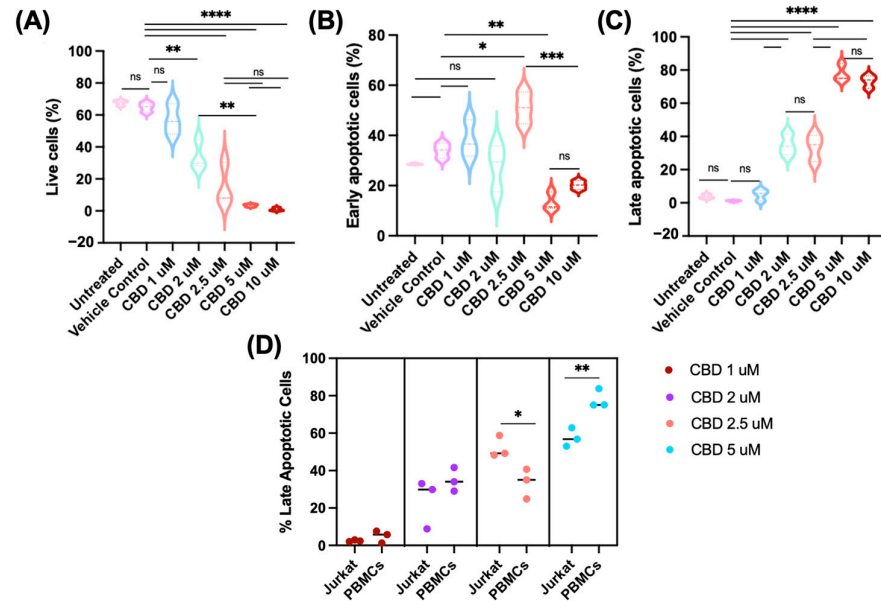 (A)
****
**
ns
ns
ns
ns
**
Live cells (%)
100
80
60
40
20
0
−20
Untreated
Vehicle Control
CBD 1 uM
CBD 2 uM
CBD 2.5 uM
CBD 5 uM
CBD 10 uM
(B)
**
*
ns
***
ns
Early apoptotic cells (%)
80
60
40
20
0
Untreated
Vehicle Control
CBD 1 uM
CBD 2 uM
CBD 2.5 uM
CBD 5 uM
CBD 10 uM
(C)
****
ns
ns
ns
ns
Late apoptotic cells (%)
100
80
60
40
20
0
−20
Untreated
Vehicle Control
CBD 1 uM
CBD 2 uM
CBD 2.5 uM
CBD 5 uM
CBD 10 uM
(D)
*
**
% Late Apoptotic Cells
100
80
60
40
20
0
Jurkat
PBMCs
Jurkat
PBMCs
Jurkat
PBMCs
Jurkat
PBMCs
CBD 1 uM
CBD 2 uM
CBD 2.5 uM
CBD 5 uM